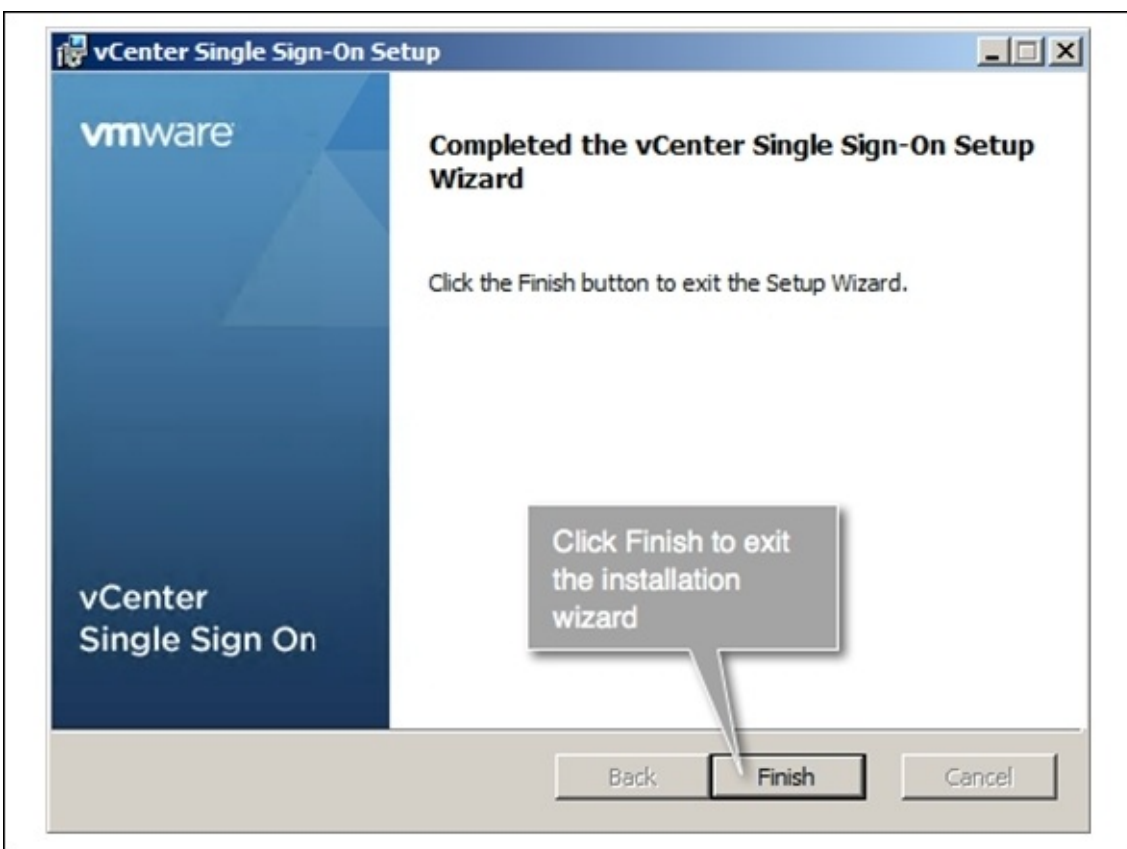 vCenter Single Sign-On Setup
vmware
Completed the vCenter Single Sign-On Setup
Wizard
Click the Finish button to exit the Setup Wizard.
Click Finish to exit
the installation
wizard
vCenter
Single Sign On
Back
Finish
Cancel